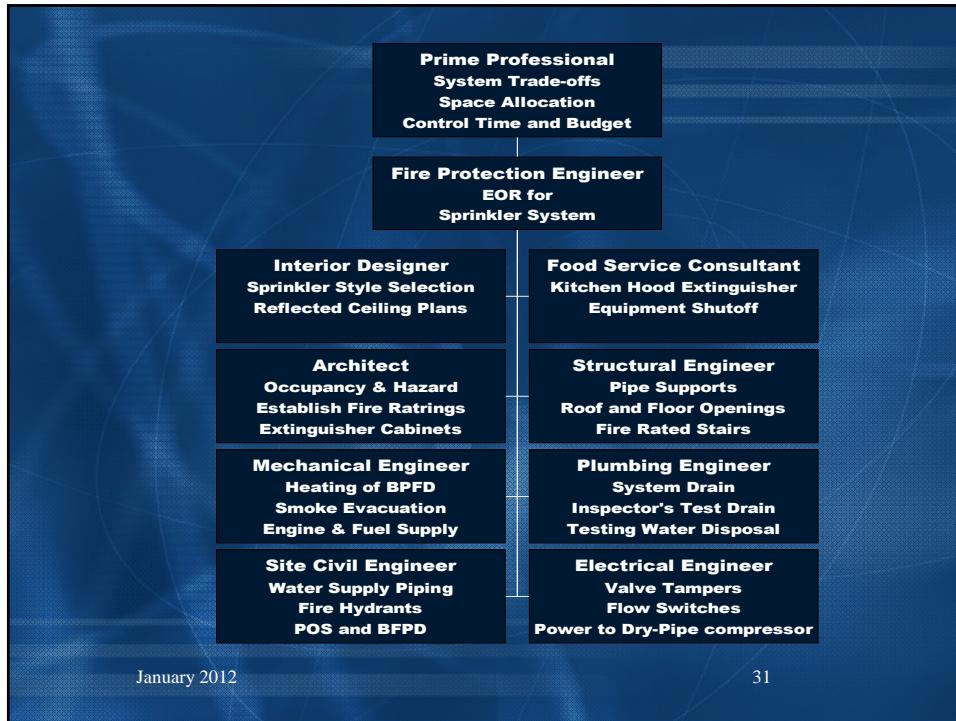 Prime Professional
System Trade-offs
Space Allocation
Control Time and Budget
Fire Protection Engineer
EOR for
Sprinkler System
Interior Designer
Sprinkler Style Selection
Reflected Ceiling Plans
Food Service Consultant
Kitchen Hood Extinguisher
Equipment Shutoff
Architect
Occupancy & Hazard
Establish Fire Ratrings
Extinguisher Cabinets
Structural Engineer
Pipe Supports
Roof and Floor Openings
Fire Rated Stairs
Mechanical Engineer
Heating of BPFD
Smoke Evacuation
Engine & Fuel Supply
Plumbing Engineer
System Drain
Inspector's Test Drain
Testing Water Disposal
Site Civil Engineer
Water Supply Piping
Fire Hydrants
POS and BFPD
Electrical Engineer
Valve Tampers
Flow Switches
Power to Dry-Pipe compressor
January 2012
31